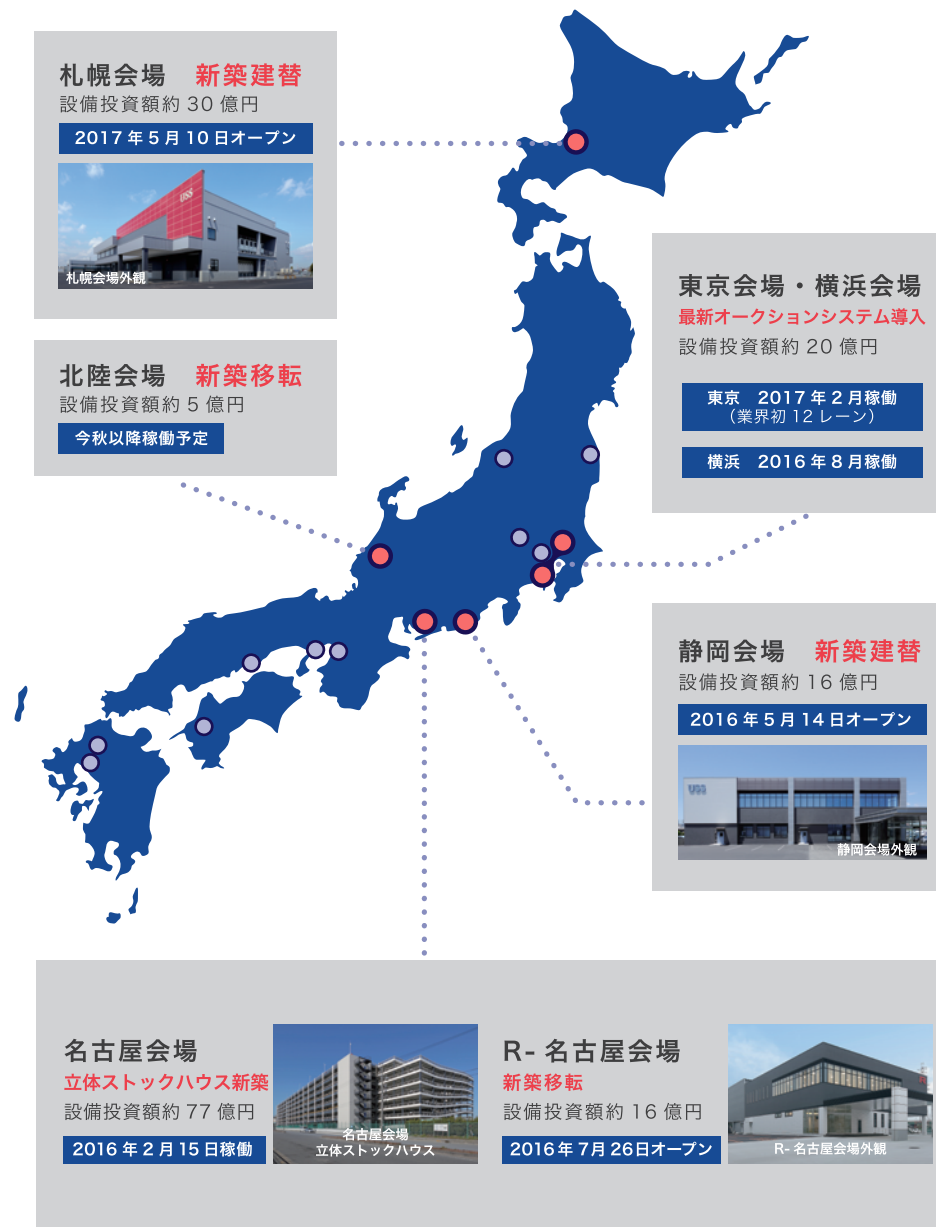 札幌会場　新築建替
設備投資額約 30 億円
2017 年 5 月 10 日オープン
USS
札幌会場外観
北陸会場　新築移転
設備投資額約 5 億円
今秋以降稼働予定
東京会場・横浜会場
最新オークションシステム導入
設備投資額約 20 億円
東京　2017 年 2 月稼働
（業界初 12 レーン）
横浜　2016 年 8 月稼働
静岡会場　新築建替
設備投資額約 16 億円
2016 年 5 月 14 日オープン
USS
静岡会場外観
名古屋会場
立体ストックハウス新築
設備投資額約 77 億円
2016 年 2 月 15 日稼働
名古屋会場
立体ストックハウス
R- 名古屋会場
新築移転
設備投資額約 16 億円
2016 年 7月 26日オープン
R- 名古屋会場外観